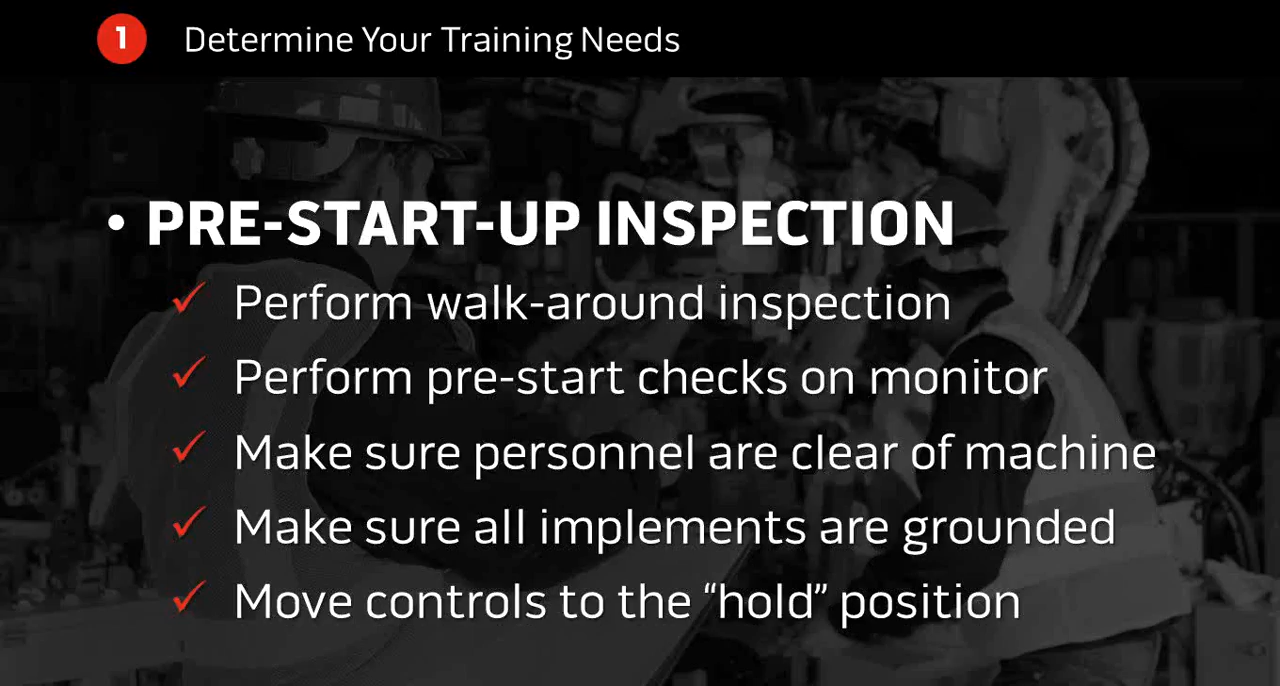 1 Determine Your Training Needs
• PRE-START-UP INSPECTION
✓ Perform walk-around inspection
✓ Perform pre-start checks on monitor
✓ Make sure personnel are clear of machine
✓ Make sure all implements are grounded
✓ Move controls to the “hold” position